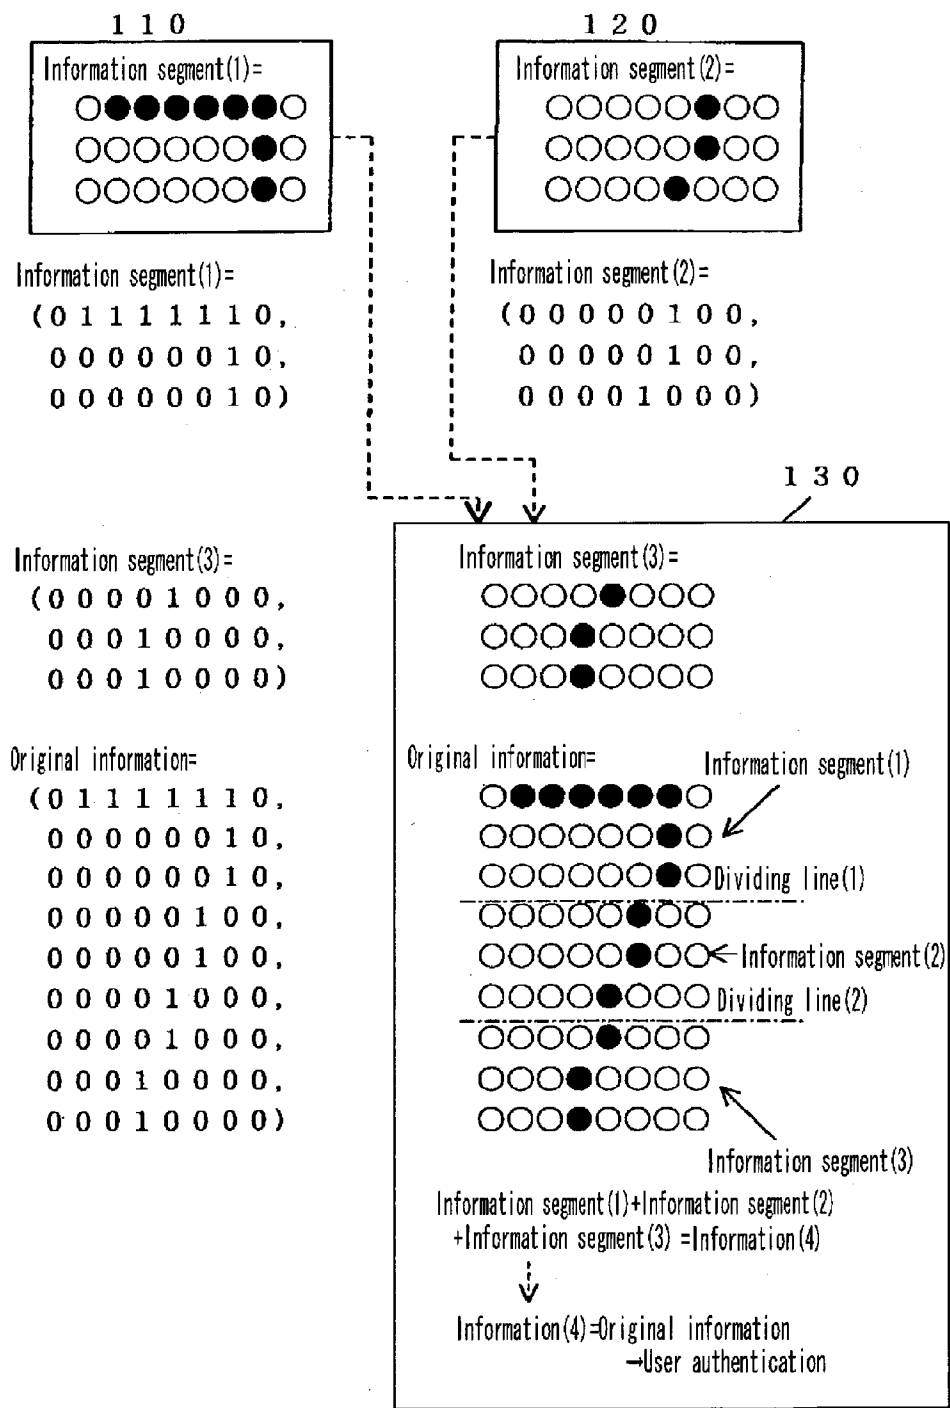 110
Information segment(1)=
Information segment(1)=
(01111110,
00000010,
00000010)
120
Information segment(2)=
Information segment(2)=
(00000100,
00000100,
00001000)
130
Information segment(3)=
(00001000,
00010000,
00010000)
Information segment(3)=
Original information=
(01111110,
00000010,
00000010,
00000100,
00000100,
00001000,
00001000,
00010000,
00010000)
Original information=
Information segment(1)
Dividing line(1)
Information segment(2)
Dividing line(2)
Information segment(3)
Information segment(1)+Information segment(2)
+Information segment(3) =Information(4)
Information(4)=Original information
→User authentication